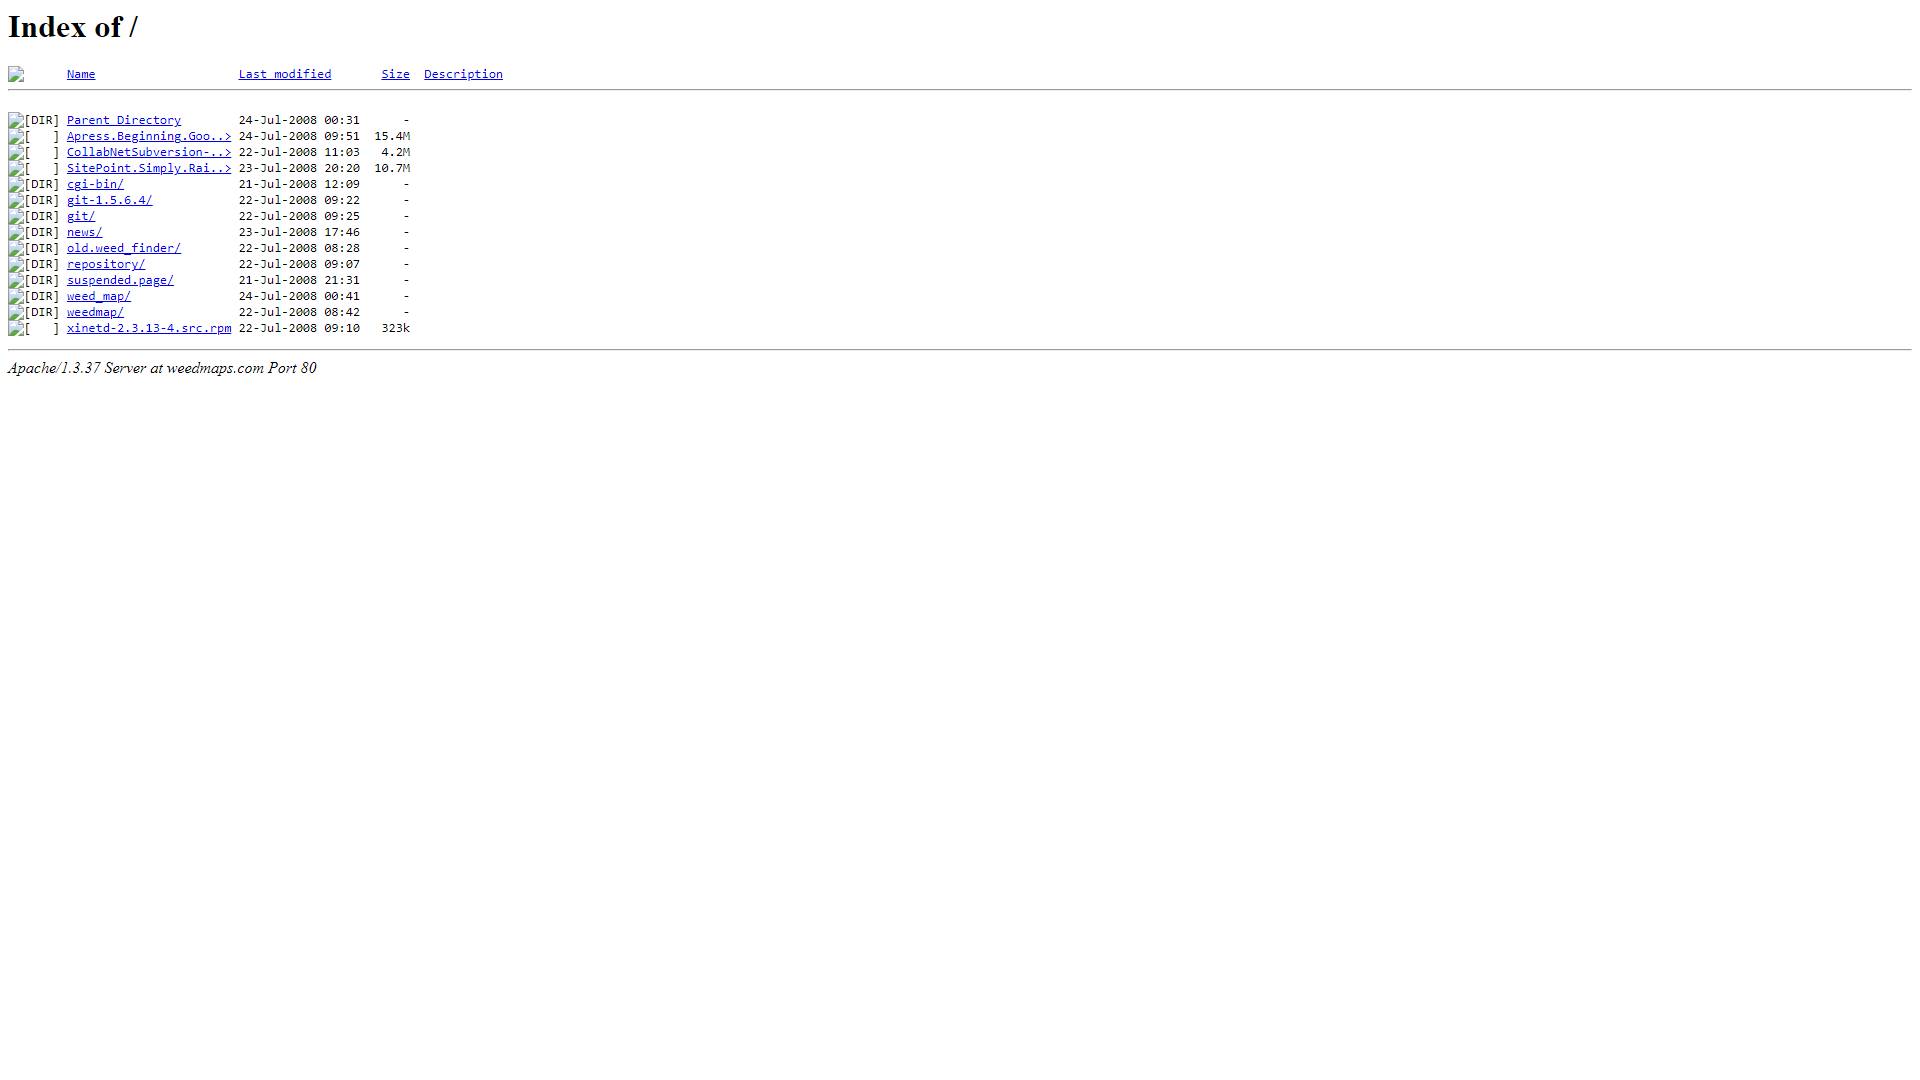 Index of /
Name Last modified Size Description
[DIR] Parent Directory 24-Jul-2008 00:31 -
[ ] Apress.Beginning.Goo..> 24-Jul-2008 09:51 15.4M
[ ] CollabNetSubversion-..> 22-Jul-2008 11:03 4.2M
[ ] SitePoint.Simply.Rai..> 23-Jul-2008 20:20 10.7M
[DIR] cgi-bin/ 21-Jul-2008 12:09 -
[DIR] git-1.5.6.4/ 22-Jul-2008 09:22 -
[DIR] git/ 22-Jul-2008 09:25 -
[DIR] news/ 23-Jul-2008 17:46 -
[DIR] old.weed_finder/ 22-Jul-2008 08:28 -
[DIR] repository/ 22-Jul-2008 09:07 -
[DIR] suspended.page/ 21-Jul-2008 21:31 -
[DIR] weed_map/ 24-Jul-2008 00:41 -
[DIR] weedmap/ 22-Jul-2008 08:42 -
[ ] xinetd-2.3.13-4.src.rpm 22-Jul-2008 09:10 323k
Apache/1.3.37 Server at weedmaps.com Port 80